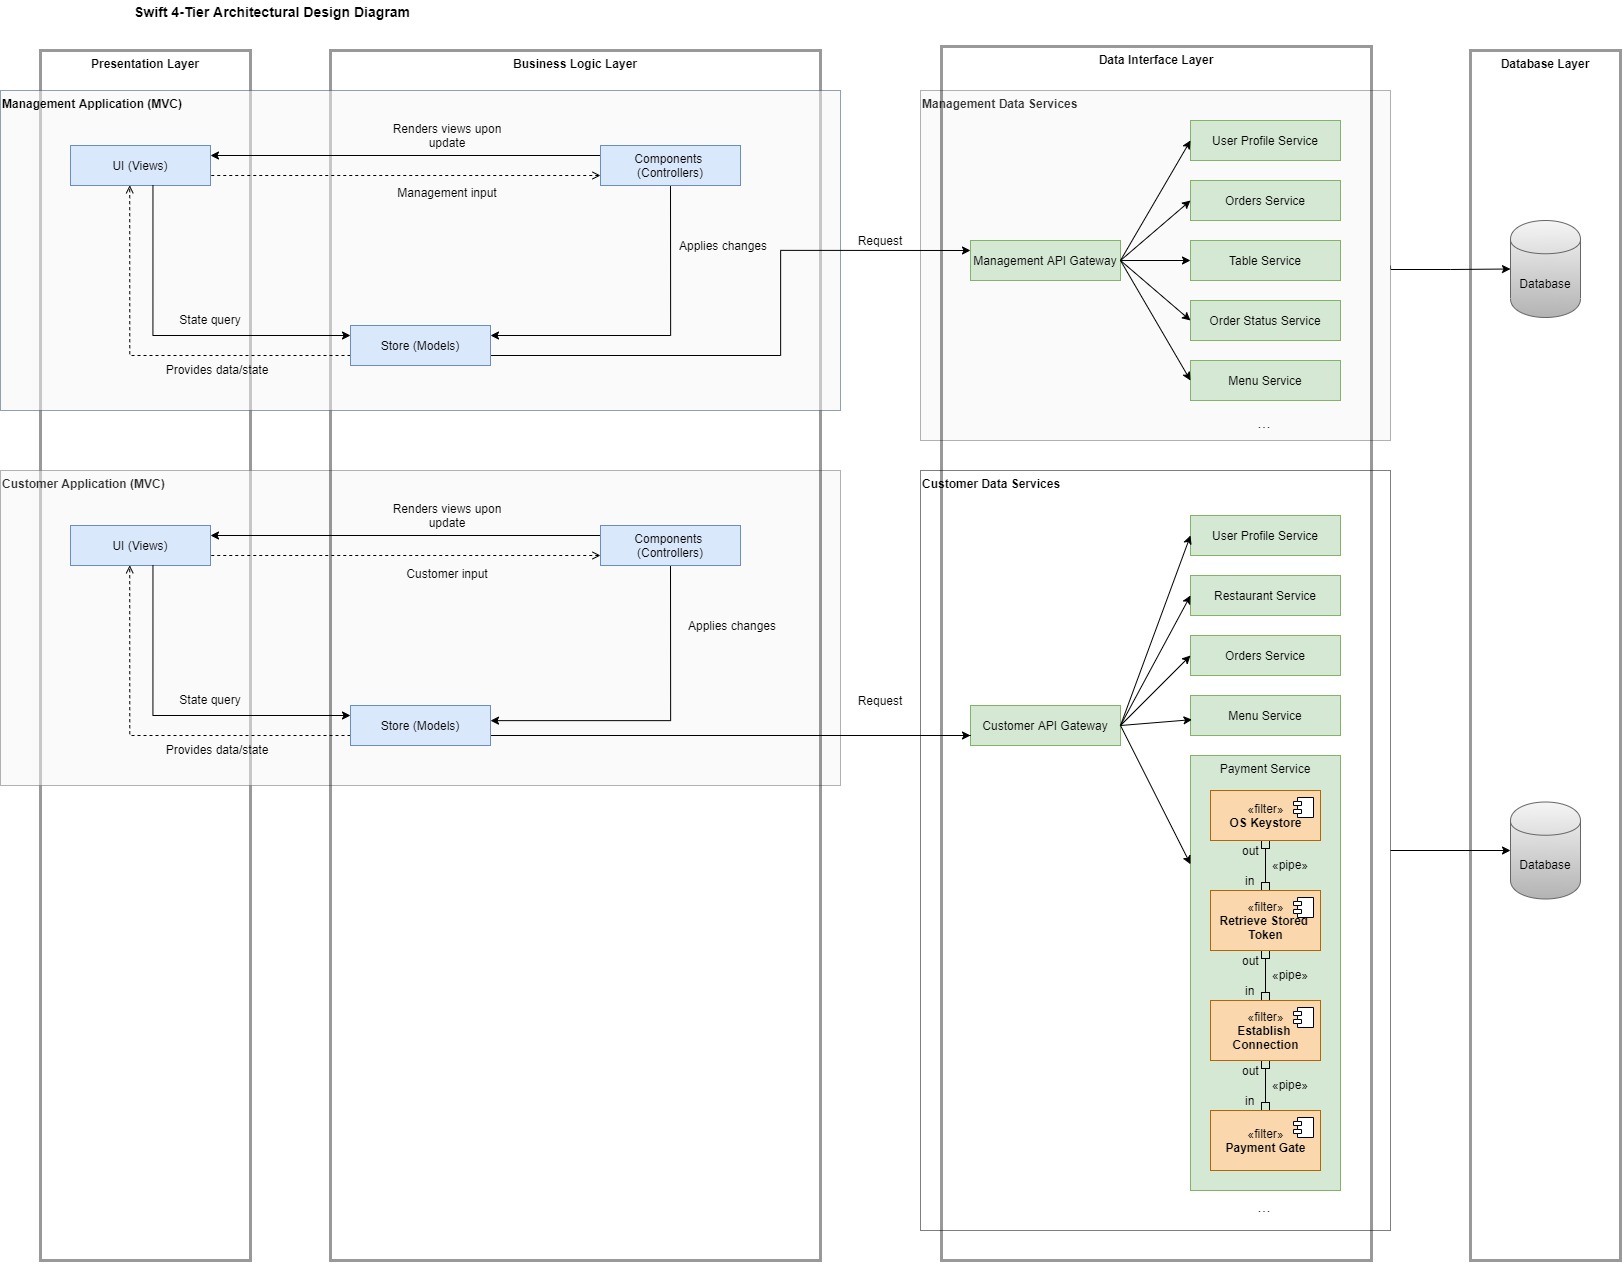 Swift 4-Tier Architectural Design Diagram
Presentation Layer
Business Logic Layer
Data Interface Layer
Database Layer
Management Application (MVC)
UI (Views)
Renders views upon
update
Management input
Components
(Controllers)
Applies changes
State query
Provides data/state
Store (Models)
Request
Management Data Services
Management API Gateway
User Profile Service
Orders Service
Table Service
Order Status Service
Menu Service
...
Database
Customer Application (MVC)
UI (Views)
Renders views upon
update
Customer input
Components
(Controllers)
Applies changes
State query
Provides data/state
Store (Models)
Request
Customer Data Services
Customer API Gateway
User Profile Service
Restaurant Service
Orders Service
Menu Service
Payment Service
«filter»
OS Keystore
out
«pipe»
in
«filter»
Retrieve Stored
Token
out
«pipe»
in
«filter»
Establish
Connection
out
«pipe»
in
«filter»
Payment Gate
...
Database